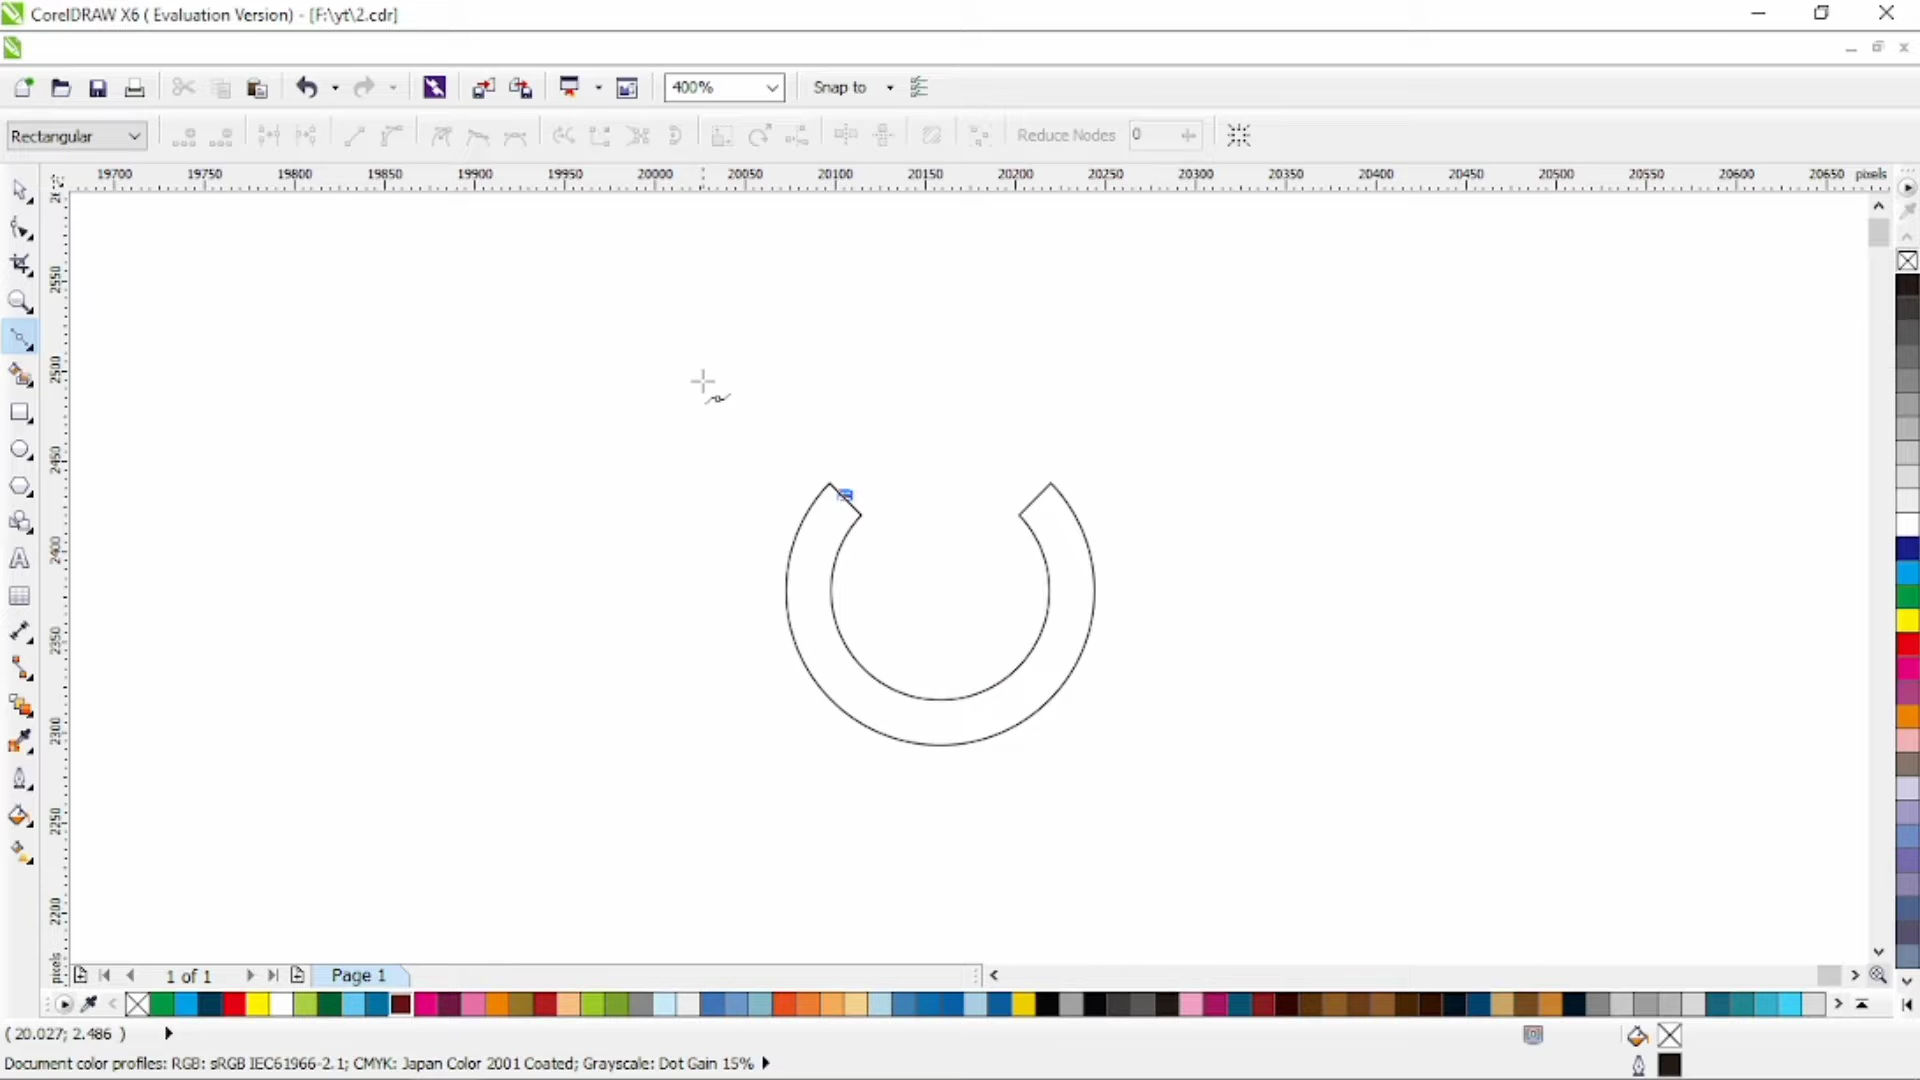 CorelDRAW X6 ( Evaluation Version) - [F:\yt\2.cdr]
400%
Snap to
Rectangular
Reduce Nodes 0
19700 19750 19800 19850 19900 19950 20000 20050 20100 20150 20200 20250 20300 20350 20400 20450 20500 20550 20600 20650 pixels
2550
2500
2450
2400
2350
2300
2250
2200
pixels
1 of 1
Page 1
( 20.027; 2.486 )
Document color profiles: RGB: sRGB IEC61966-2.1; CMYK: Japan Color 2001 Coated; Grayscale: Dot Gain 15%